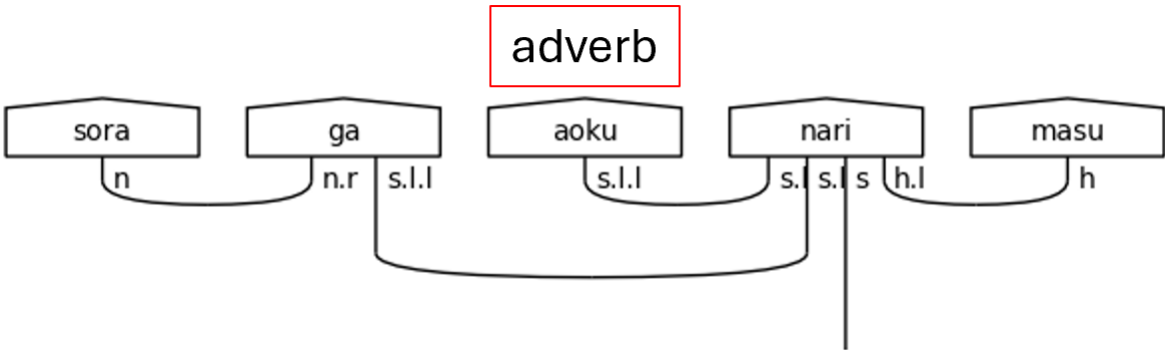 adverb
sora ga aoku nari masu
n n.r s.l.l s.l.l s.l s.l s h.l h